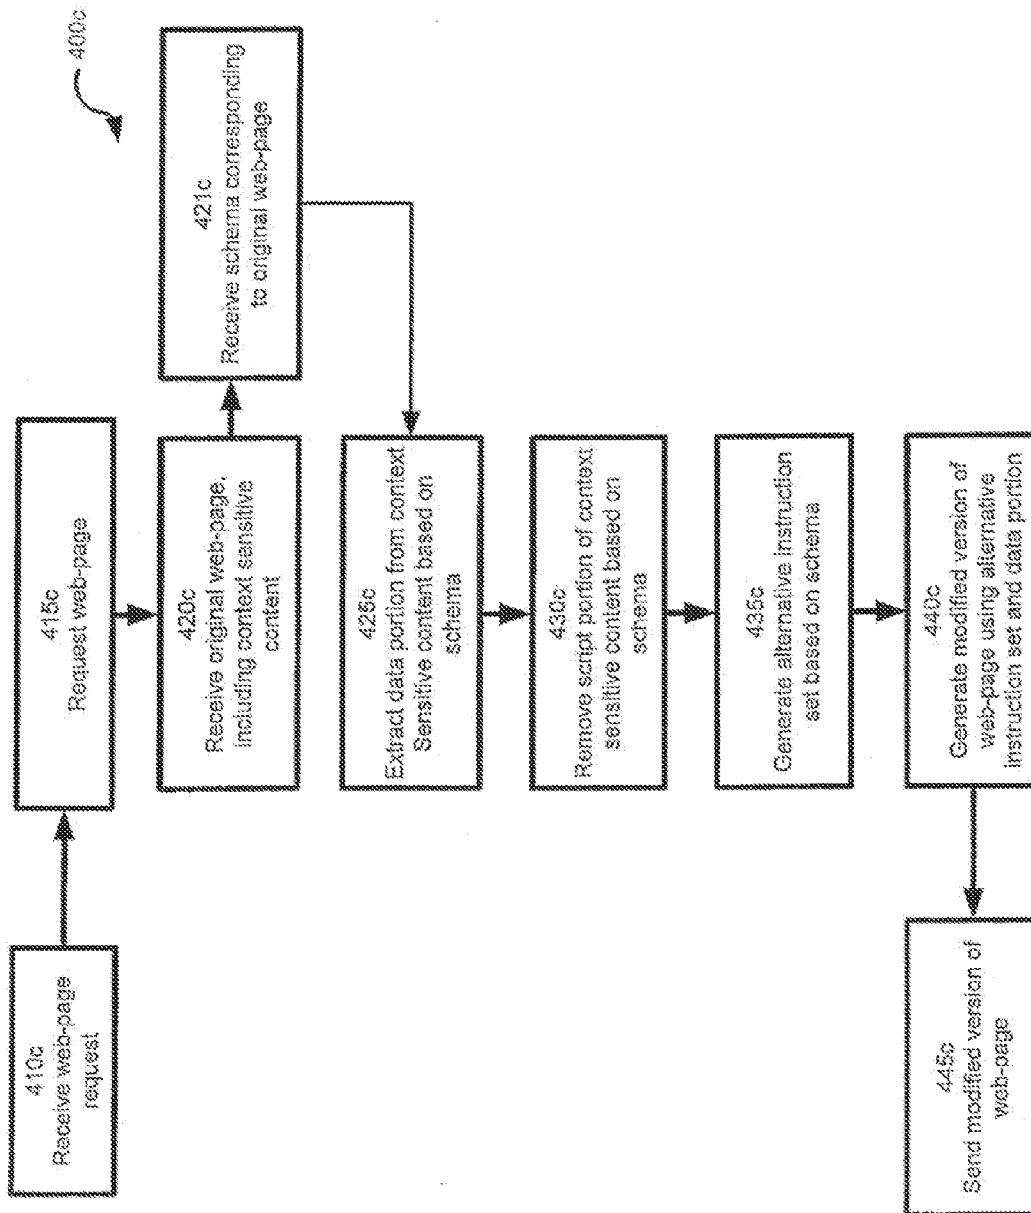 400c
410c
Receive web-page
request
415c
Request web-page
420c
Receive original web-page,
including context sensitive
content
421c
Receive schema corresponding
to original web-page
425c
Extract data portion from context
Sensitive content based on
schema
430c
Remove script portion of context
sensitive content based on
schema
435c
Generate alternative instruction
set based on schema
440c
Generate modified version of
web-page using alternative
instruction set and data portion
445c
Send modified version of
web-page